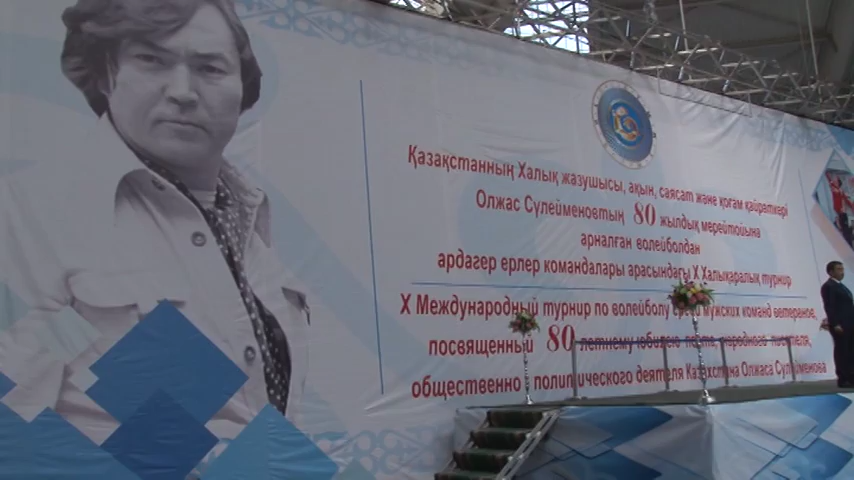 Қазақстанның Халық жазушысы, ақын, саясат және қоғам қайраткері
Олжас Сүлейменовтың 80 жылдық мерейтойына
арналған волейболдан
ардагер ерлер командалары арасындағы X Халықаралық турнир
X Международный турнир по волейболу среди мужских команд ветеранов,
посвященный 80 летнему юбилею поэта, народного писателя,
общественно политического деятеля Казахстана Олжаса Сулейменова